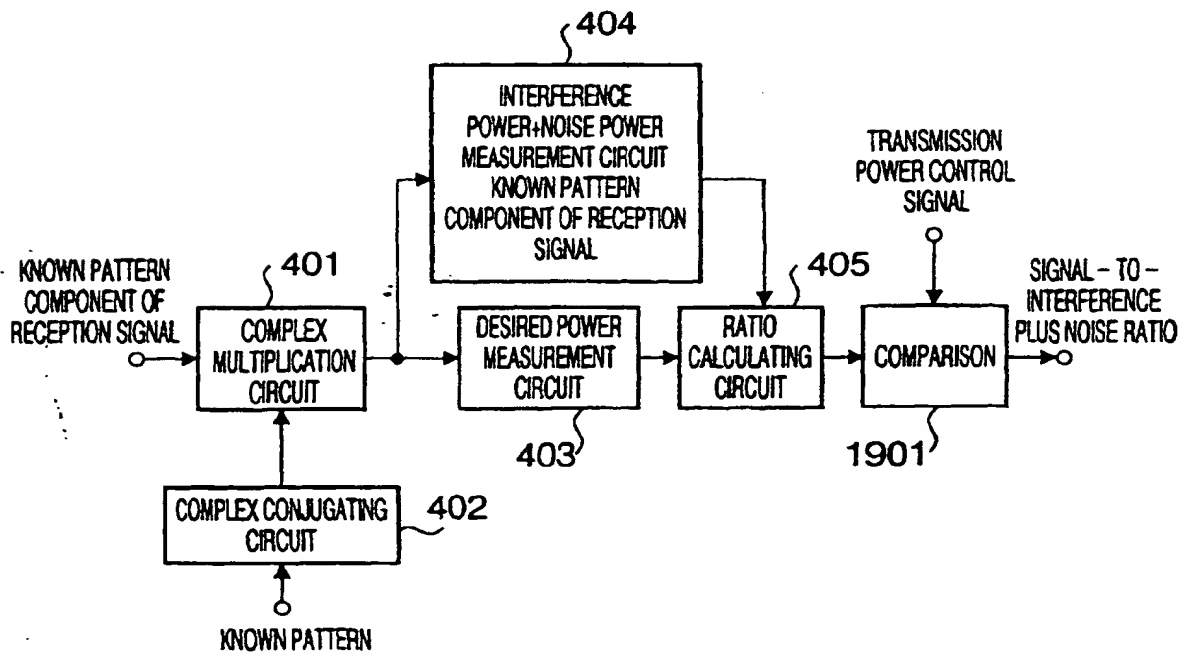 404
INTERFERENCE
POWER+NOISE POWER
MEASUREMENT CIRCUIT
KNOWN PATTERN
COMPONENT OF RECEPTION
SIGNAL
TRANSMISSION
POWER CONTROL
SIGNAL
KNOWN PATTERN
COMPONENT OF
RECEPTION SIGNAL
401
COMPLEX
MULTIPLICATION
CIRCUIT
DESIRED POWER
MEASUREMENT
CIRCUIT
403
405
RATIO
CALCULATING
CIRCUIT
COMPARISON
1901
SIGNAL-TO-
INTERFERENCE
PLUS NOISE RATIO
COMPLEX CONJUGATING
CIRCUIT
402
KNOWN PATTERN